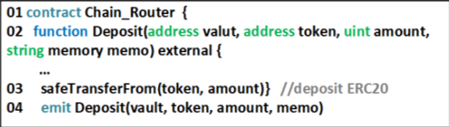 01 contract Chain_Router {
02 function Deposit(address valut, address token, uint amount,
string memory memo) external {
...
03 safeTransferFrom(token, amount)} //deposit ERC20
04 emit Deposit(vault, token, amount, memo)